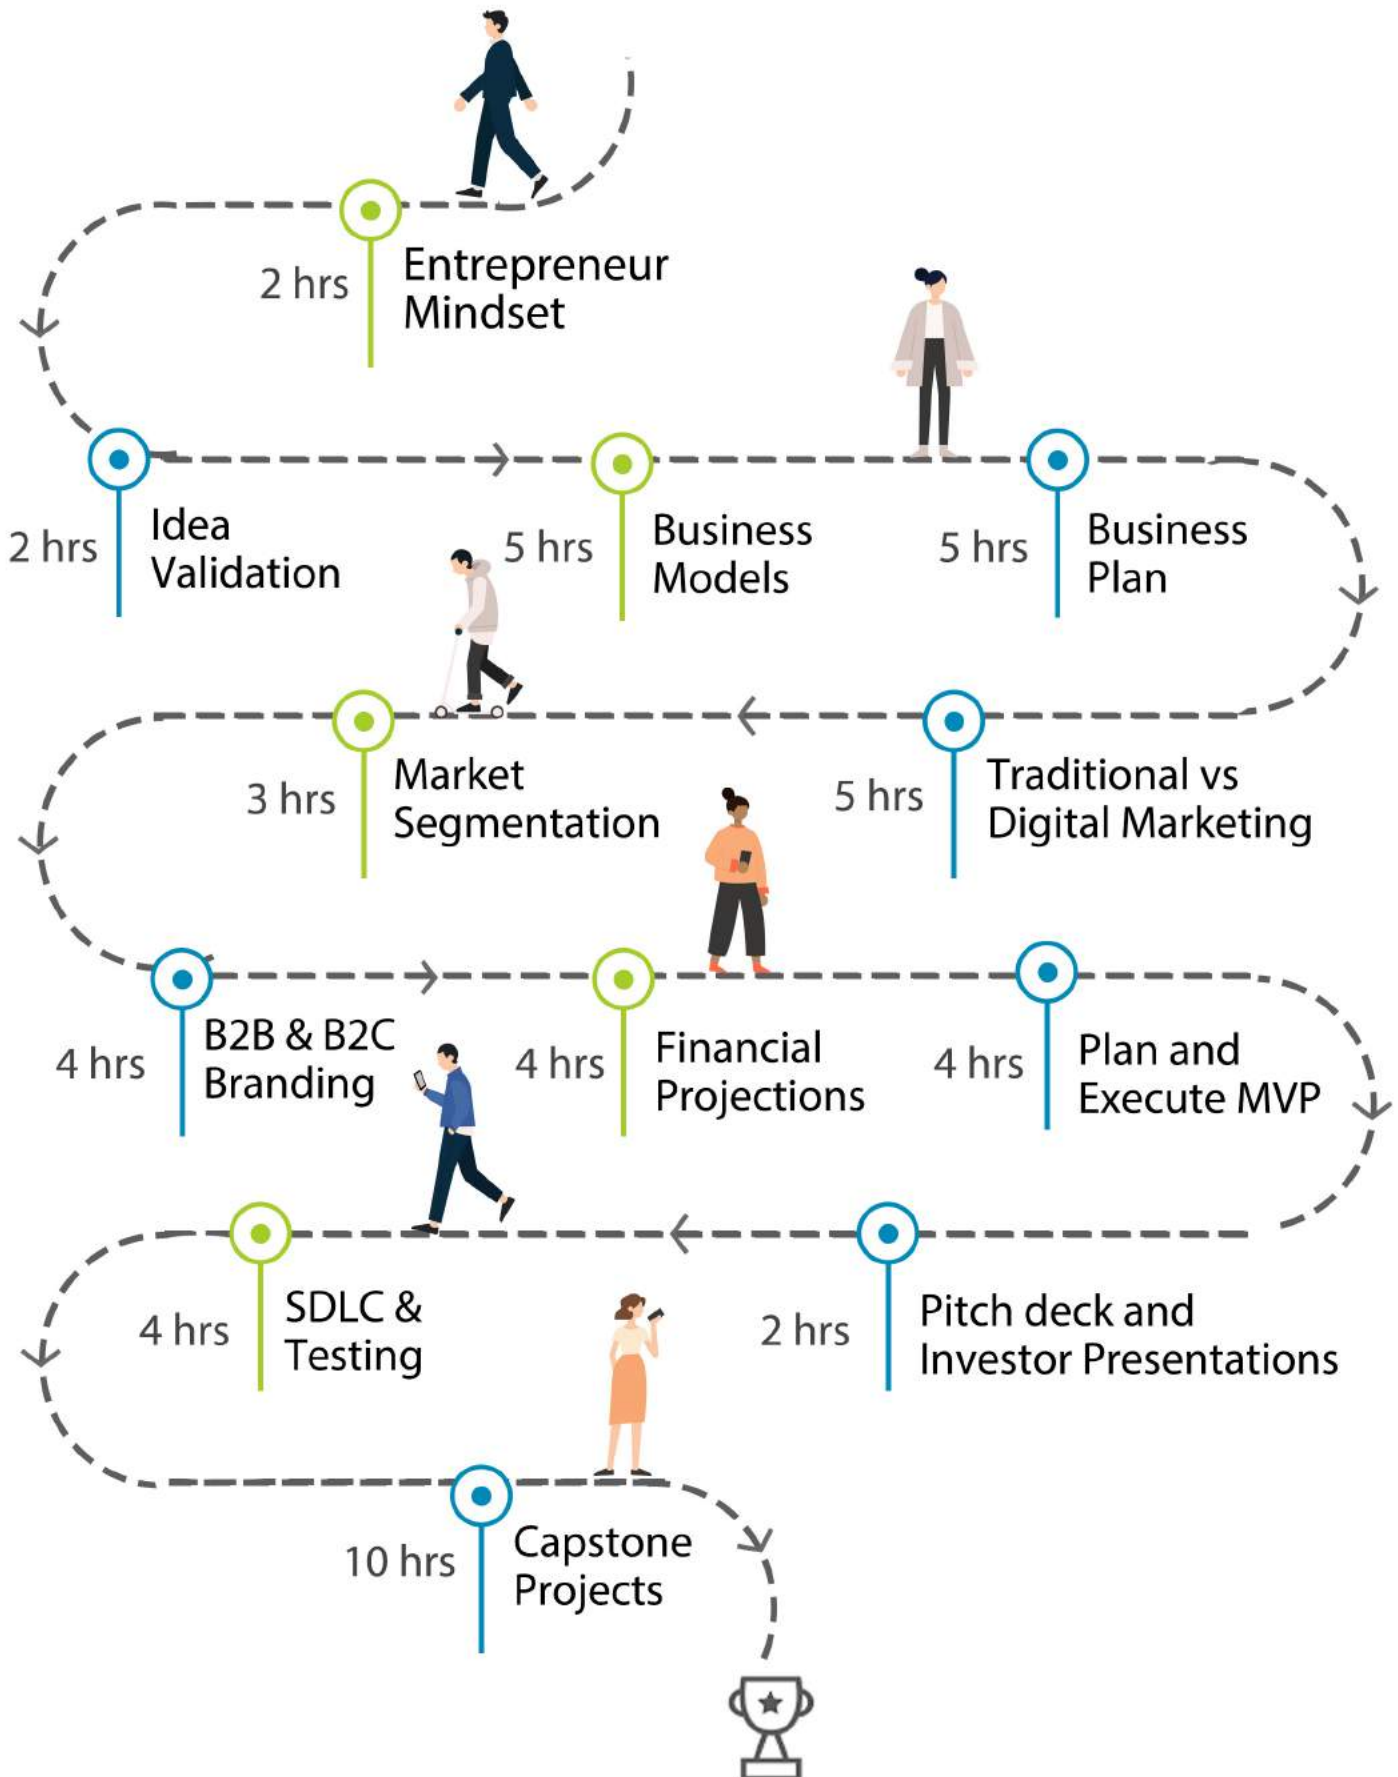 2 hrs
Entrepreneur
Mindset
2 hrs
Idea
Validation
5 hrs
Business
Models
5 hrs
Business
Plan
5 hrs
Traditional vs
Digital Marketing
3 hrs
Market
Segmentation
4 hrs
B2B & B2C
Branding
4 hrs
Financial
Projections
4 hrs
Plan and
Execute MVP
2 hrs
Pitch deck and
Investor Presentations
4 hrs
SDLC &
Testing
10 hrs
Capstone
Projects